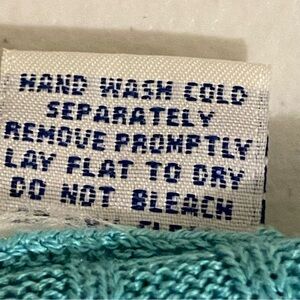 HAND WASH COLD
SEPARATELY
REMOVE PROMPTLY
LAY FLAT TO DRY
DO NOT BLEACH